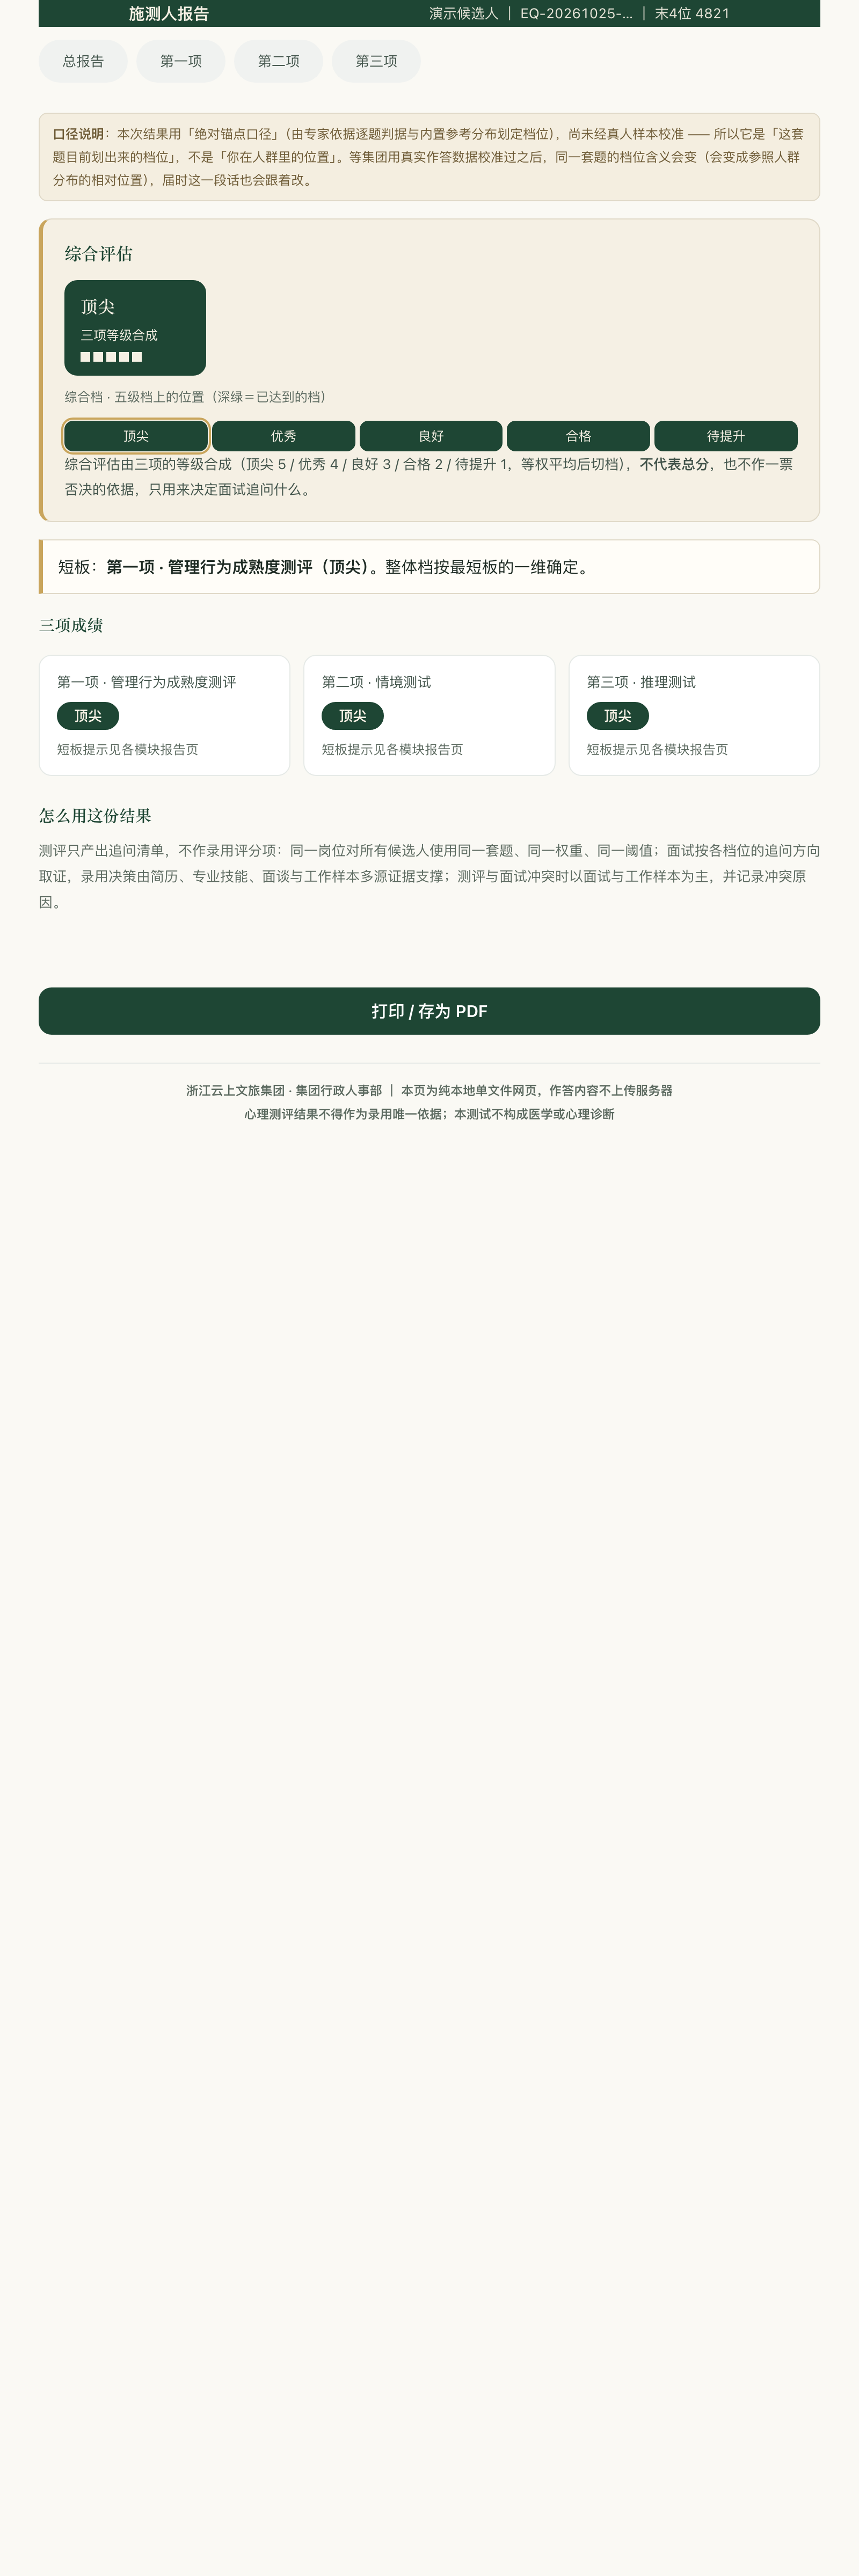 施测人报告
演示候选人 | EQ-20261025-... | 末4位 4821
总报告
第一项
第二项
第三项
口径说明：本次结果用「绝对锚点口径」（由专家依据逐题判据与内置参考分布划定档位），尚未经真人样本校准 —— 所以它是「这套
题目前划出来的档位」，不是「你在人群里的位置」。等集团用真实作答数据校准过之后，同一套题的档位含义会变（会变成参照人群
分布的相对位置），届时这一段话也会跟着改。
综合评估
顶尖
三项等级合成
综合档 · 五级档上的位置（深绿＝已达到的档）
顶尖
优秀
良好
合格
待提升
综合评估由三项的等级合成（顶尖 5 / 优秀 4 / 良好 3 / 合格 2 / 待提升 1，等权平均后切档），不代表总分，也不作一票
否决的依据，只用来决定面试追问什么。
短板：第一项 · 管理行为成熟度测评（顶尖）。整体档按最短板的一维确定。
三项成绩
第一项 · 管理行为成熟度测评
顶尖
短板提示见各模块报告页
第二项 · 情境测试
顶尖
短板提示见各模块报告页
第三项 · 推理测试
顶尖
短板提示见各模块报告页
怎么用这份结果
测评只产出追问清单，不作录用评分项：同一岗位对所有候选人使用同一套题、同一权重、同一阈值；面试按各档位的追问方向
取证，录用决策由简历、专业技能、面谈与工作样本多源证据支撑；测评与面试冲突时以面试与工作样本为主，并记录冲突原
因。
打印 / 存为 PDF
浙江云上文旅集团 · 集团行政人事部 | 本页为纯本地单文件网页，作答内容不上传服务器
心理测评结果不得作为录用唯一依据；本测试不构成医学或心理诊断